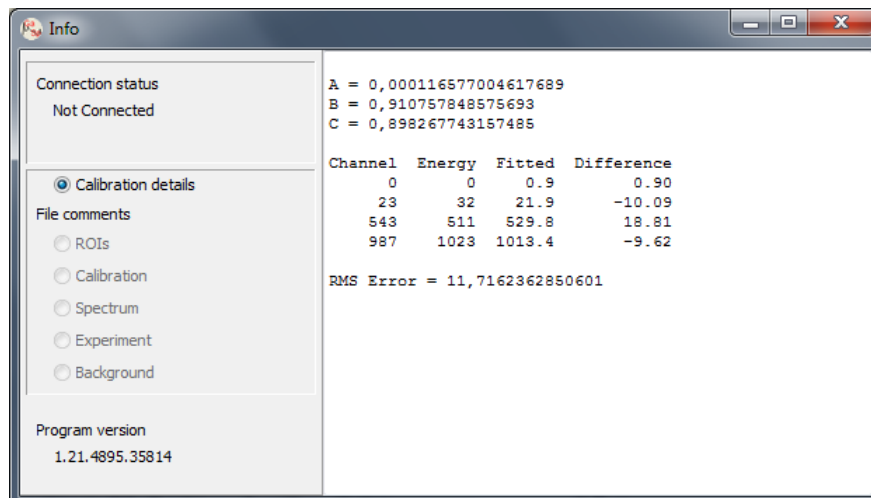 Info
Connection status
Not Connected
Calibration details
File comments
ROIs
Calibration
Spectrum
Experiment
Background
Program version
1.21.4895.35814
A = 0,000116577004617689
B = 0,910757848575693
C = 0,898267743157485
Channel Energy Fitted Difference
0 0 0.9 0.90
23 32 21.9 -10.09
543 511 529.8 18.81
987 1023 1013.4 -9.62
RMS Error = 11,7162362850601